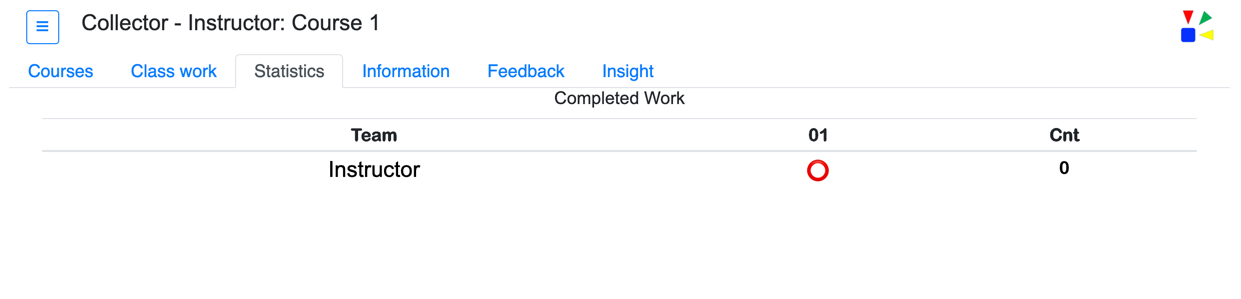 Collector - Instructor: Course 1
Courses Class work Statistics Information Feedback Insight
Completed Work
Team 01 Cnt
Instructor 0